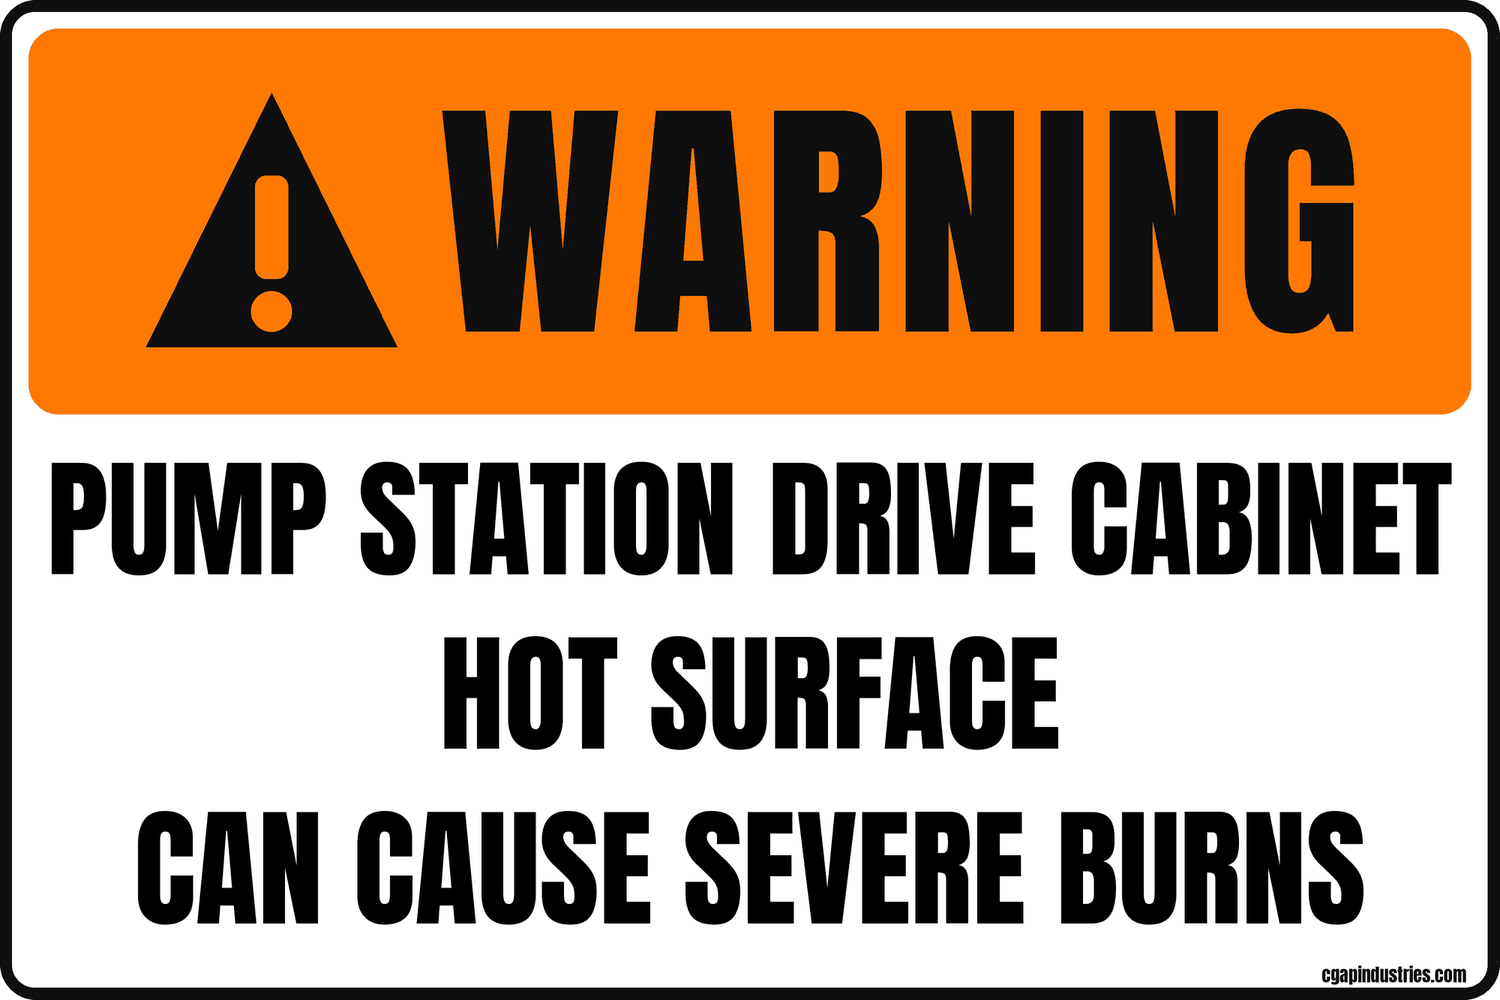 WARNING
PUMP STATION DRIVE CABINET
HOT SURFACE
CAN CAUSE SEVERE BURNS
cgapindustries.com